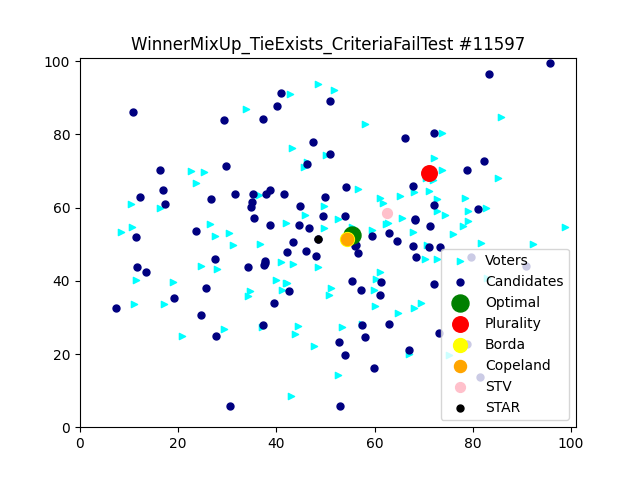 WinnerMixUp_TieExists_CriteriaFailTest #11597
100
80
60
40
20
0
0 20 40 60 80 100
Voters
Candidates
Optimal
Plurality
Borda
Copeland
STV
STAR